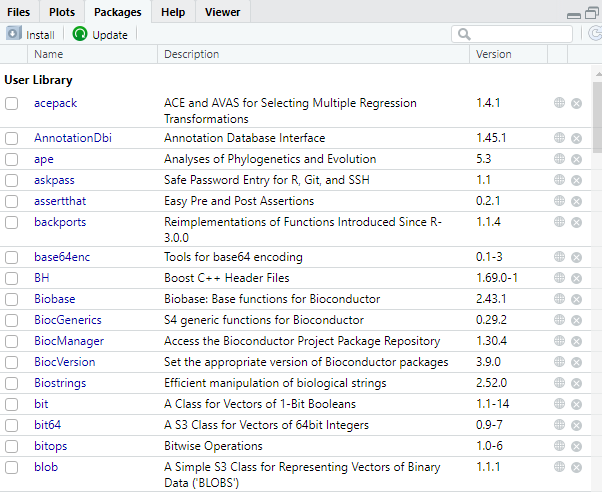 Files Plots Packages Help Viewer
Install Update
Name Description Version
User Library
acepack ACE and AVAS for Selecting Multiple Regression 1.4.1
Transformations
AnnotationDbi Annotation Database Interface 1.45.1
ape Analyses of Phylogenetics and Evolution 5.3
askpass Safe Password Entry for R, Git, and SSH 1.1
assertthat Easy Pre and Post Assertions 0.2.1
backports Reimplementations of Functions Introduced Since R- 1.1.4
3.0.0
base64enc Tools for base64 encoding 0.1-3
BH Boost C++ Header Files 1.69.0-1
Biobase Biobase: Base functions for Bioconductor 2.43.1
BiocGenerics S4 generic functions for Bioconductor 0.29.2
BiocManager Access the Bioconductor Project Package Repository 1.30.4
BiocVersion Set the appropriate version of Bioconductor packages 3.9.0
Biostrings Efficient manipulation of biological strings 2.52.0
bit A Class for Vectors of 1-Bit Booleans 1.1-14
bit64 A S3 Class for Vectors of 64bit Integers 0.9-7
bitops Bitwise Operations 1.0-6
blob A Simple S3 Class for Representing Vectors of Binary 1.1.1
Data ('BLOBS')